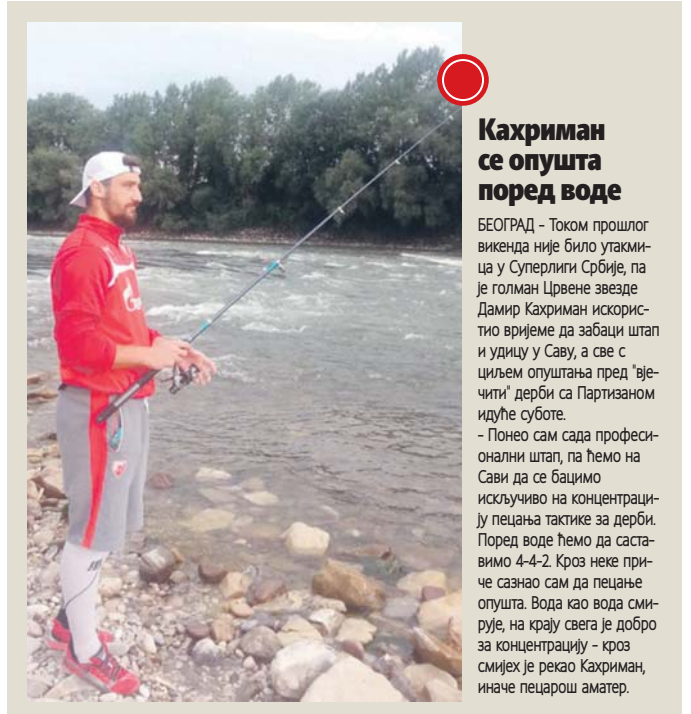 Кахриман
се опушта
поред воде
БЕОГРАД – Током прошлог
викенда није било утакми-
ца у Суперлиги Србије, па
је голман Црвене звезде
Дамир Кахриман искорис-
тио вријеме да забаци штап
и удицу у Саву, а све с
циљем опуштања пред "вје-
чити" дерби са Партизаном
идуће суботе.
– Понео сам сада професи-
онални штап, па ћемо на
Сави да се бацимо
искључиво на концентраци-
ју пецања тактике за дерби.
Поред воде ћемо да саста-
вимо 4-4-2. Кроз неке при-
че сазнао сам да пецање
опушта. Вода као вода сми-
рује, на крају свега је добро
за концентрацију – кроз
смијех је рекао Кахриман,
иначе пецарош аматер.